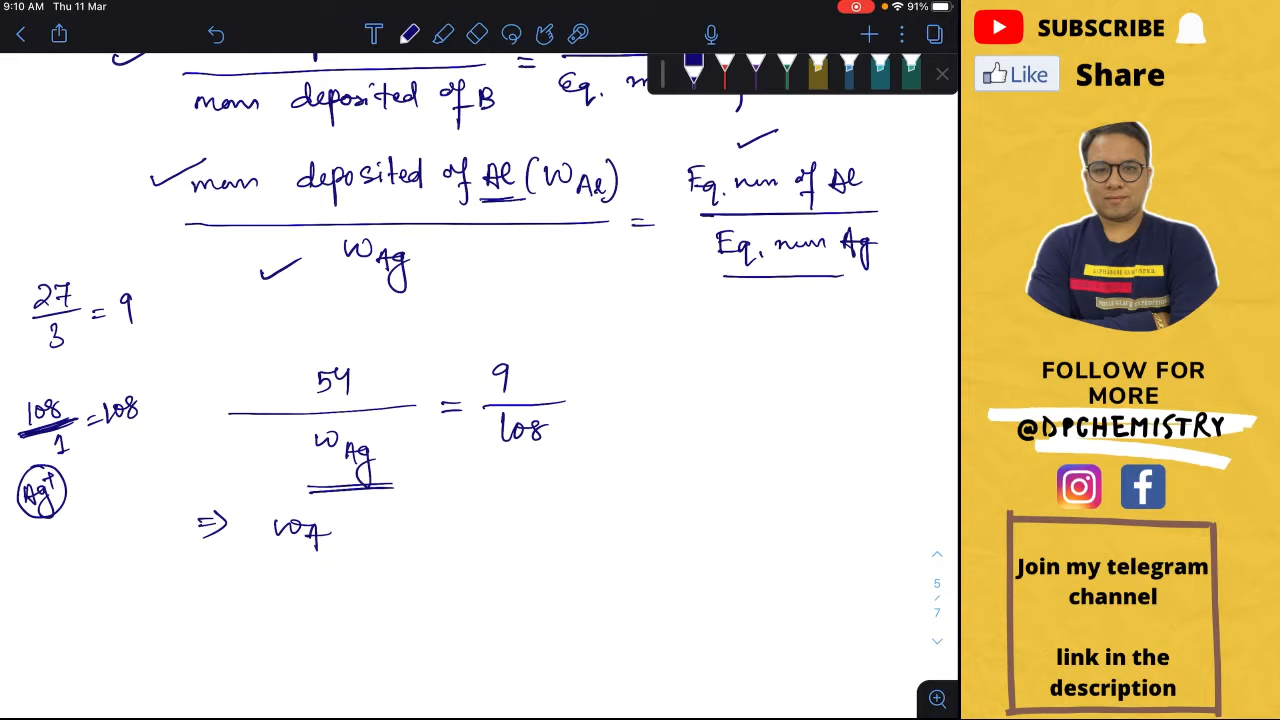 9:10 AM Thu 11 Mar
91%
mass deposited of B = Eq.
mass deposited of Al (WAl) / WAg = Eq. mass of Al / Eq. mass Ag
27/3 = 9
54 / WAg = 9 / 108
108/1 = 108
Ag+
⇒ WA
5 / 7
SUBSCRIBE
Like Share
FOLLOW FOR
MORE
@DPCHEMISTRY
Join my telegram
channel
link in the
description